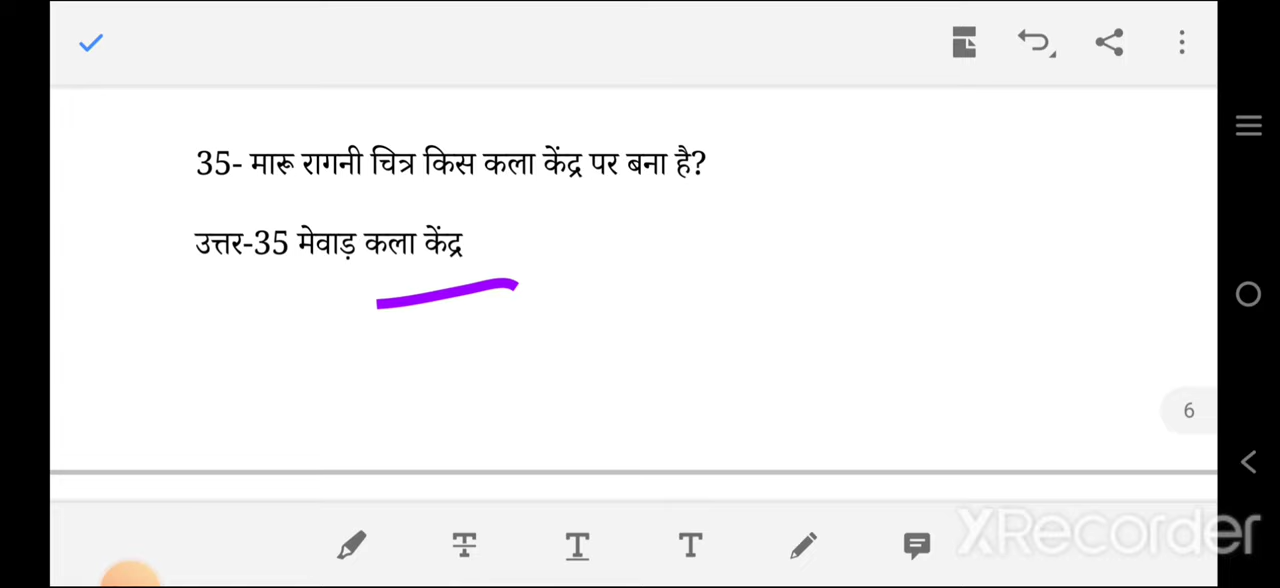 35- मारू रागनी चित्र किस कला केंद्र पर बना है?
उत्तर-35 मेवाड़ कला केंद्र
6
T T T
XRecorder